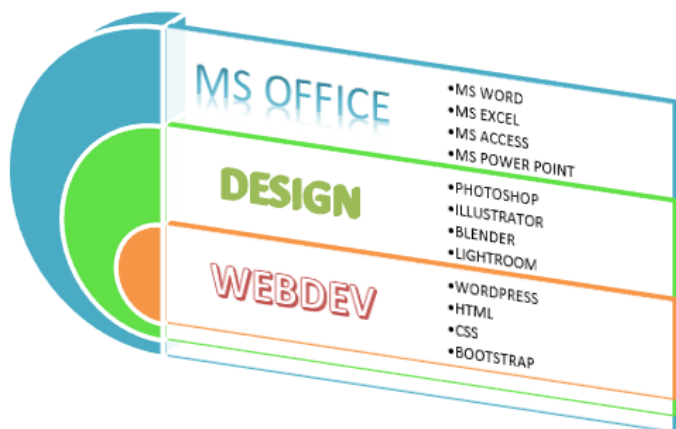 MS OFFICE
•MS WORD
•MS EXCEL
•MS ACCESS
•MS POWER POINT
DESIGN
•PHOTOSHOP
•ILLUSTRATOR
•BLENDER
•LIGHTROOM
WEBDEV
•WORDPRESS
•HTML
•CSS
•BOOTSTRAP